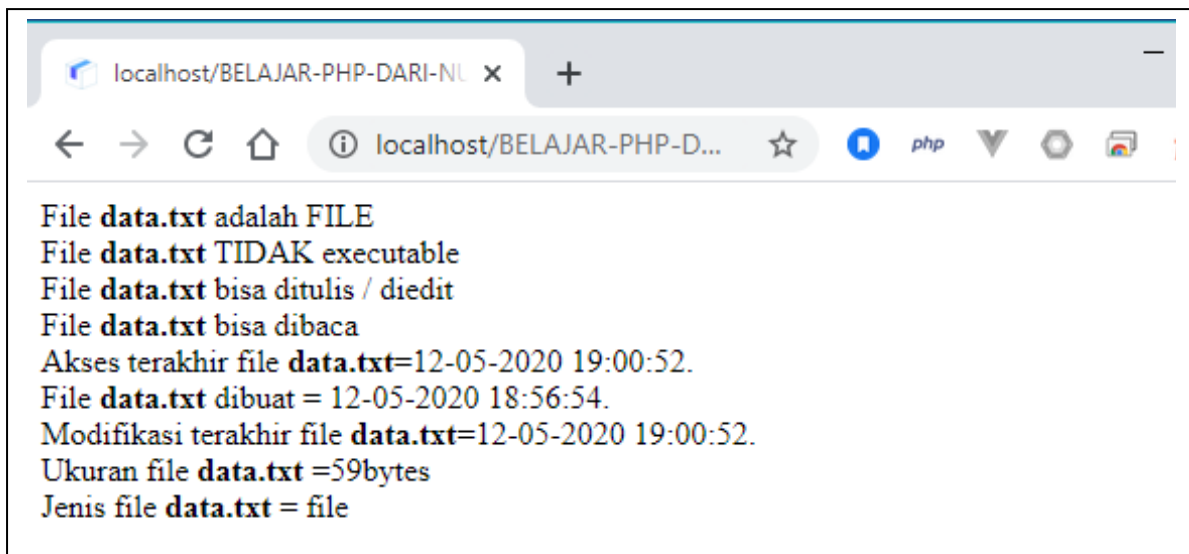 localhost/BELAJAR-PHP-DARI-NU
localhost/BELAJAR-PHP-D...
php
File data.txt adalah FILE
File data.txt TIDAK executable
File data.txt bisa ditulis / diedit
File data.txt bisa dibaca
Akses terakhir file data.txt=12-05-2020 19:00:52.
File data.txt dibuat = 12-05-2020 18:56:54.
Modifikasi terakhir file data.txt=12-05-2020 19:00:52.
Ukuran file data.txt =59bytes
Jenis file data.txt = file